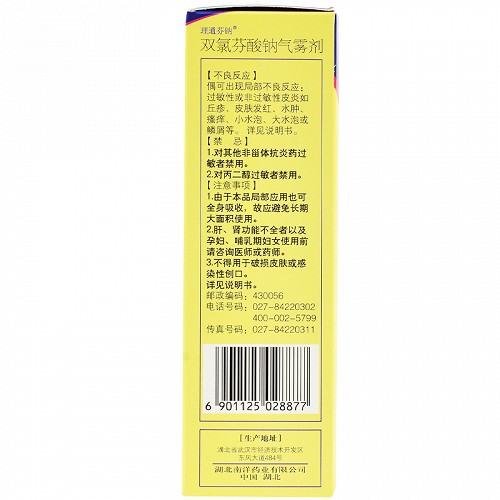 理通芬钠®
双氯芬酸钠气雾剂
【不良反应】
偶可出现局部不良反应:
过敏性或非过敏性皮炎如
丘疹、皮肤发红、水肿、
瘙痒、小水泡、大水泡或
鳞屑等。详见说明书。
【禁 忌】
1.对其他非甾体抗炎药过
敏者禁用。
2.对丙二醇过敏者禁用。
【注意事项】
1.由于本品局部应用也可
全身吸收，故应避免长期
大面积使用。
2.肝、肾功能不全者以及
孕妇、哺乳期妇女使用前
请咨询医师或药师。
3.不得用于破损皮肤或感
染性创口。
详见说明书。
邮政编码: 430056
电话号码: 027-84220302
400-002-5799
传真号码: 027-84220311
6 901125 028877
【生产地址】
湖北省武汉市经济技术开发区
东风大道484号
湖北南洋药业有限公司
中国 湖北